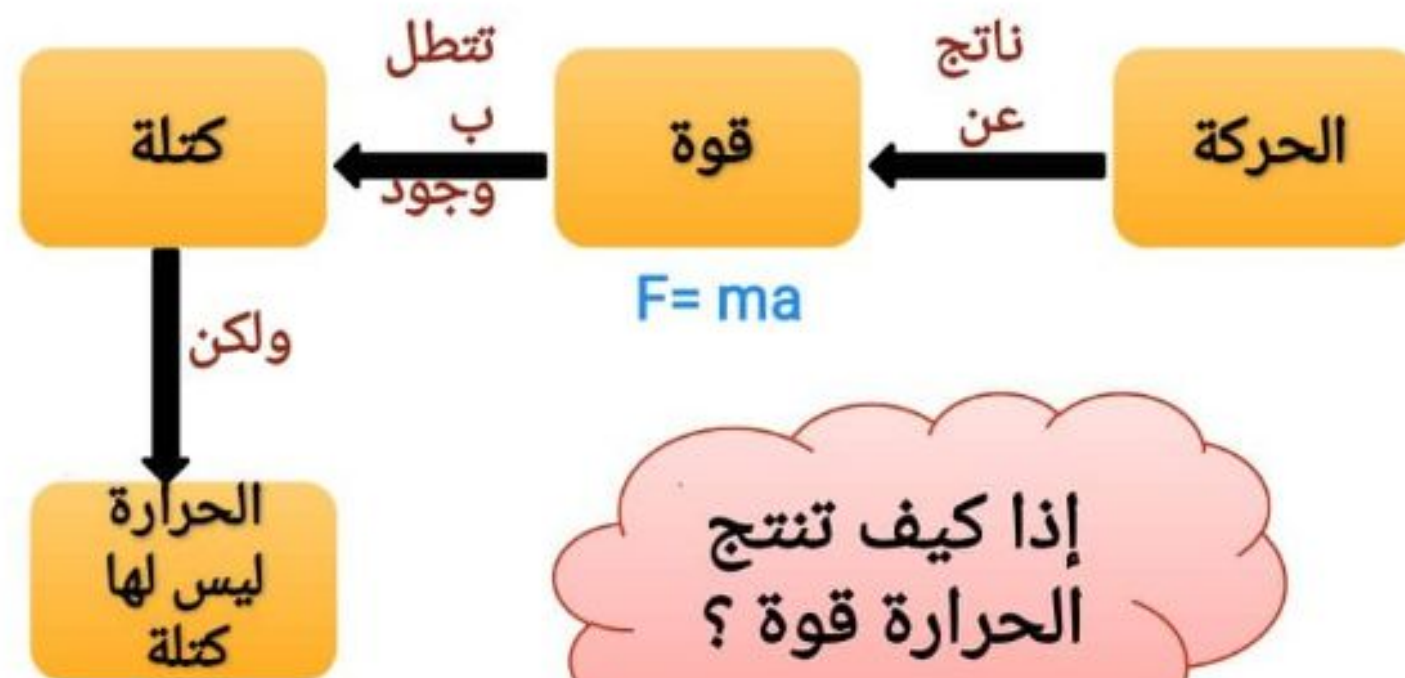 الحركة
ناتج
عن
قوة
F= ma
تتطل
ب
وجود
كتلة
ولكن
الحرارة
ليس لها
كتلة
إذا كيف تنتج
الحرارة قوة ؟